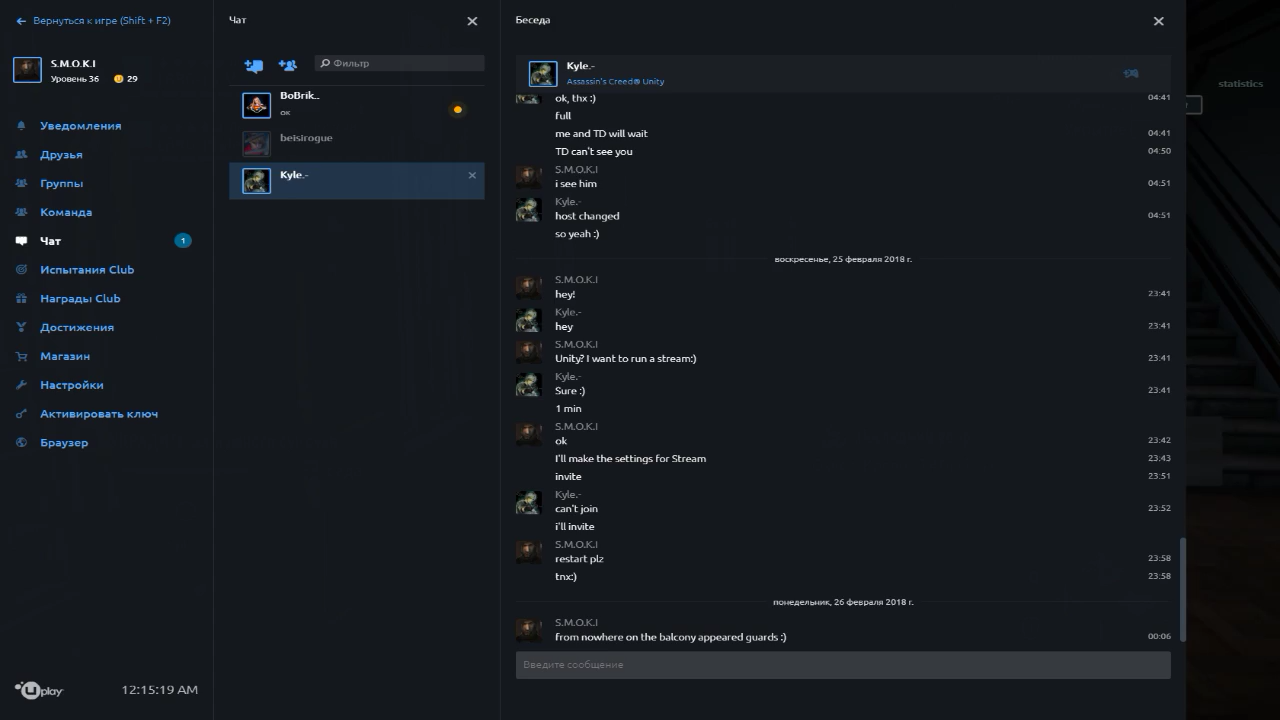 Вернуться к игре (Shift + F2)
S.M.O.K.I
Уровень 36
29
Уведомления
Друзья
Группы
Команда
Чат
1
Испытания Club
Награды Club
Достижения
Магазин
Настройки
Активировать ключ
Браузер
uplay
12:15:19 AM
Чат
Фильтр
BoBrik..
ок
beisirogue
Kyle.-
Беседа
Kyle.-
Assassin's Creed® Unity
ok, thx :) 04:41
full
me and TD will wait 04:41
TD can't see you 04:50
S.M.O.K.I
i see him 04:51
Kyle.-
host changed 04:51
so yeah :)
воскресенье, 25 февраля 2018 г.
S.M.O.K.I
hey! 23:41
Kyle.-
hey 23:41
S.M.O.K.I
Unity? I want to run a stream:) 23:41
Kyle.-
Sure :) 23:41
1 min
S.M.O.K.I
ok 23:42
I'll make the settings for Stream 23:43
invite 23:51
Kyle.-
can't join 23:52
i'll invite
S.M.O.K.I
restart plz 23:58
tnx:) 23:58
понедельник, 26 февраля 2018 г.
S.M.O.K.I
from nowhere on the balcony appeared guards :) 00:06
Введите сообщение
statistics